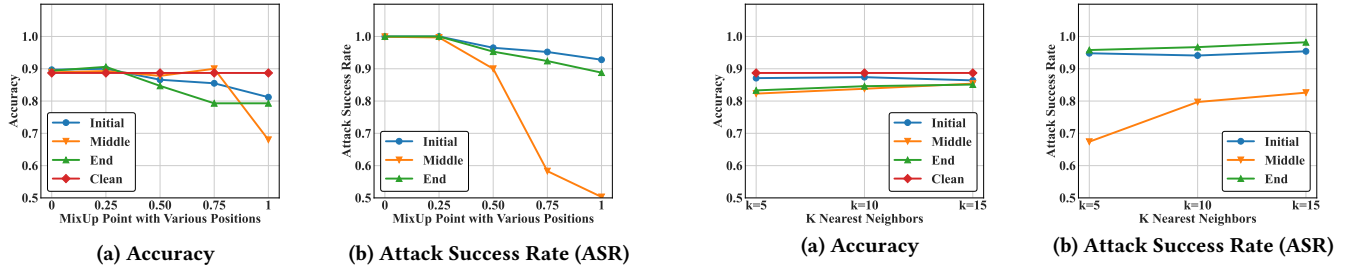 Accuracy
1.0
0.9
0.8
0.7
0.6
0.5
Initial
Middle
End
Clean
0 0.25 0.50 0.75 1
MixUp Point with Various Positions
(a) Accuracy
Attack Success Rate
1.0
0.9
0.8
0.7
0.6
0.5
Initial
Middle
End
0 0.25 0.50 0.75 1
MixUp Point with Various Positions
(b) Attack Success Rate (ASR)
Accuracy
1.0
0.9
0.8
0.7
0.6
0.5
Initial
Middle
End
Clean
k=5 k=10 k=15
K Nearest Neighbors
(a) Accuracy
Attack Success Rate
1.0
0.9
0.8
0.7
0.6
0.5
Initial
Middle
End
k=5 k=10 k=15
K Nearest Neighbors
(b) Attack Success Rate (ASR)